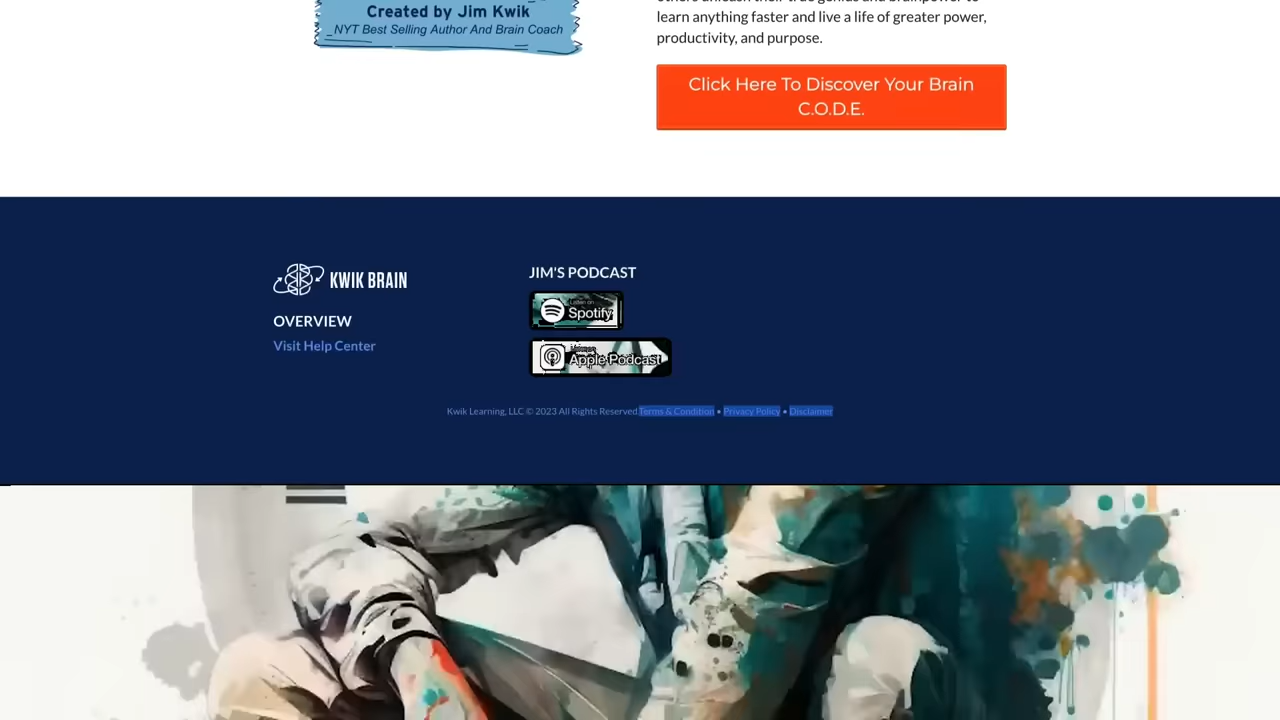 Created by Jim Kwik
NYT Best Selling Author And Brain Coach
learn anything faster and live a life of greater power,
productivity, and purpose.
Click Here To Discover Your Brain
C.O.D.E.
KWIK BRAIN
OVERVIEW
Visit Help Center
JIM'S PODCAST
Listen on
Spotify
Apple Podcast
Kwik Learning, LLC © 2023 All Rights Reserved Terms & Condition • Privacy Policy • Disclaimer